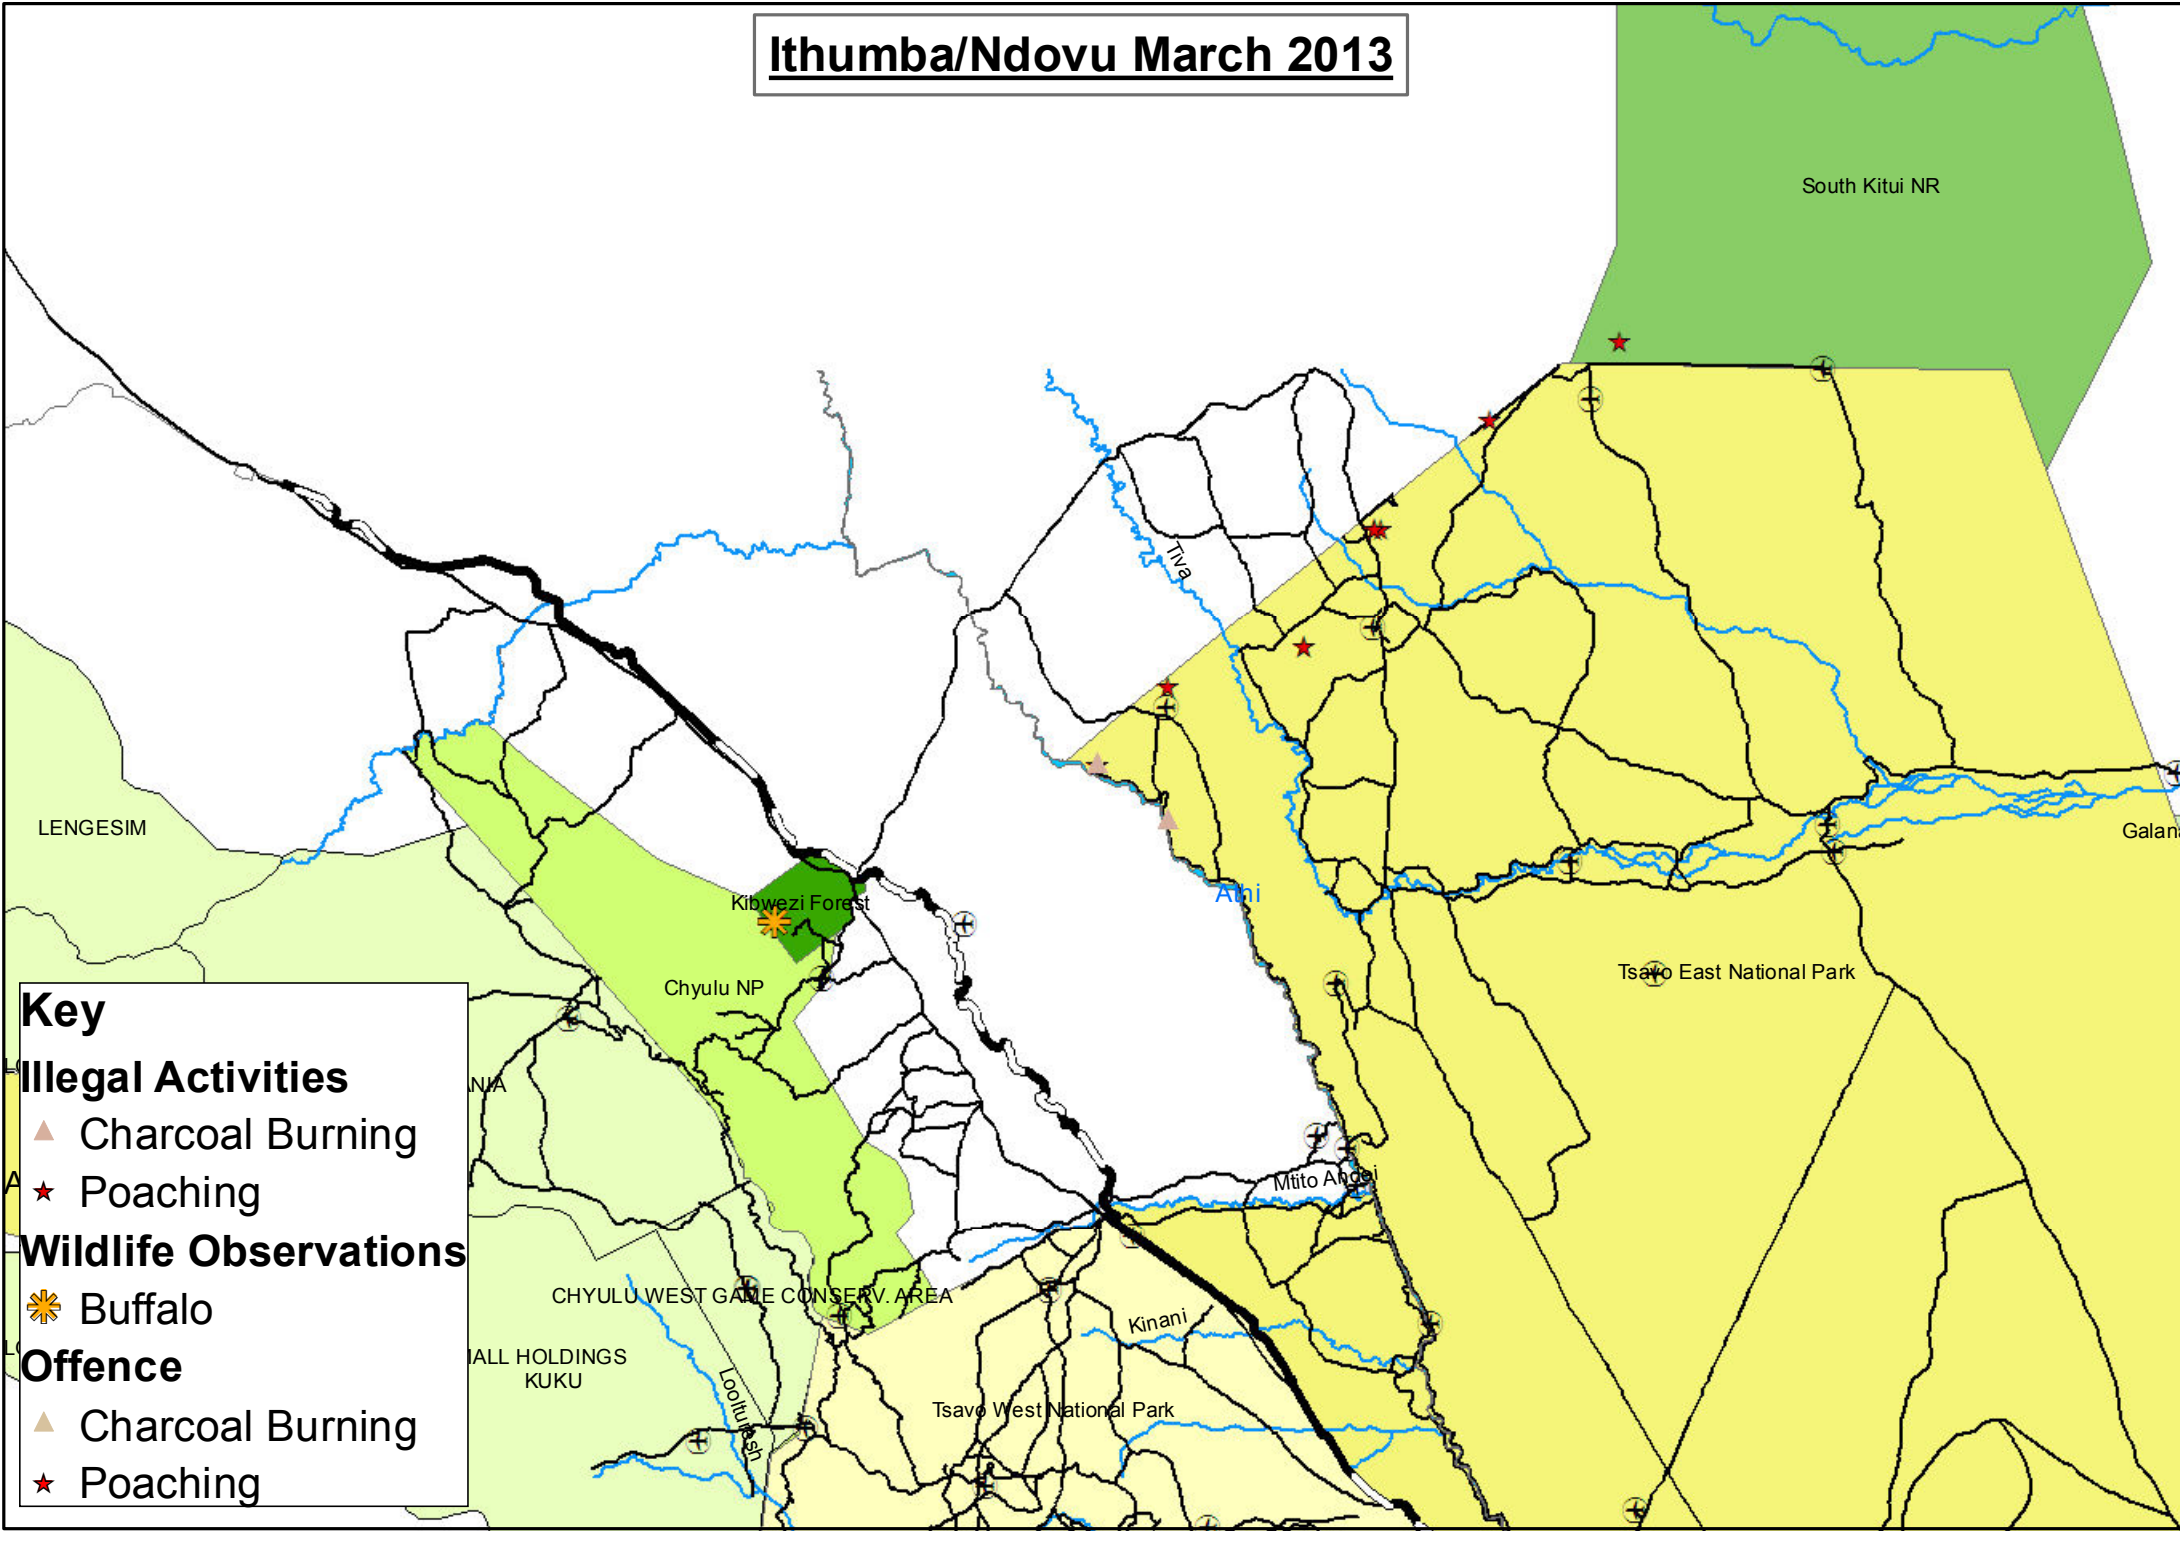 Ithumba/Ndovu March 2013
South Kitui NR
Tiva
LENGESIM
Galana
Athi
Kibwezi Forest
Tsavo East National Park
Chyulu NP
Key
Illegal Activities
ANIA
Charcoal Burning
Mtito Andei
A
Poaching
Wildlife Observations
CHYULU WEST GAME CONSERV. AREA
Buffalo
Kinani
Offence
ALL HOLDINGS
KUKU
Loolturesh
Tsavo West National Park
Charcoal Burning
Poaching